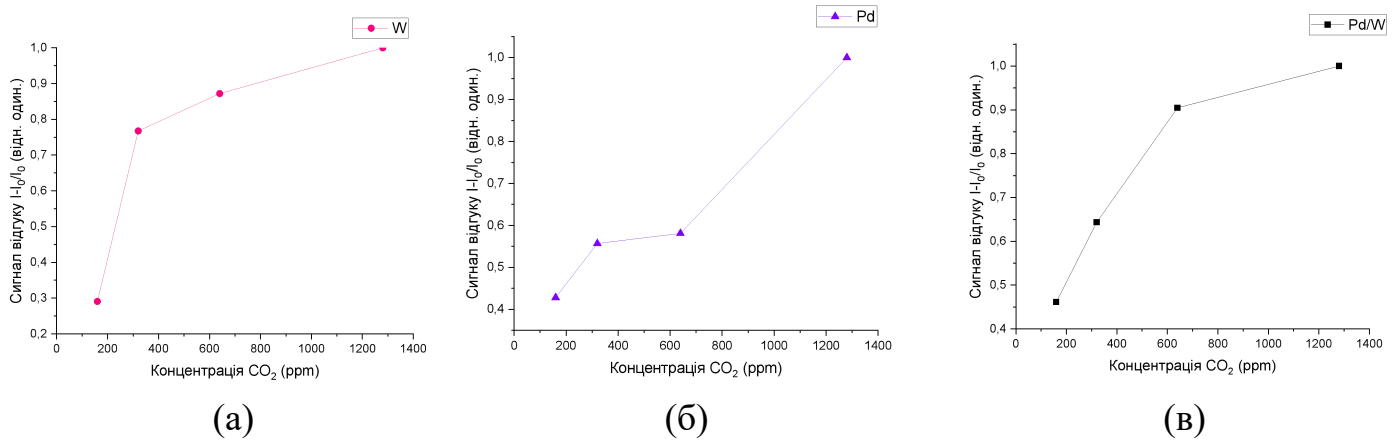 W
1,0
0,9
0,8
0,7
0,6
0,5
0,4
0,3
0,2
0 200 400 600 800 1000 1200 1400
Сигнал відгуку I-I₀/I₀ (відн. один.)
Концентрація CO₂ (ppm)
(а)
Pd
1,0
0,9
0,8
0,7
0,6
0,5
0,4
0 200 400 600 800 1000 1200 1400
Сигнал відгуку I-I₀/I₀ (відн. один.)
Концентрація CO₂ (ppm)
(б)
Pd/W
1,0
0,9
0,8
0,7
0,6
0,5
0,4
0 200 400 600 800 1000 1200 1400
Сигнал відгуку I-I₀/I₀ (відн. один.)
Концентрація CO₂ (ppm)
(в)